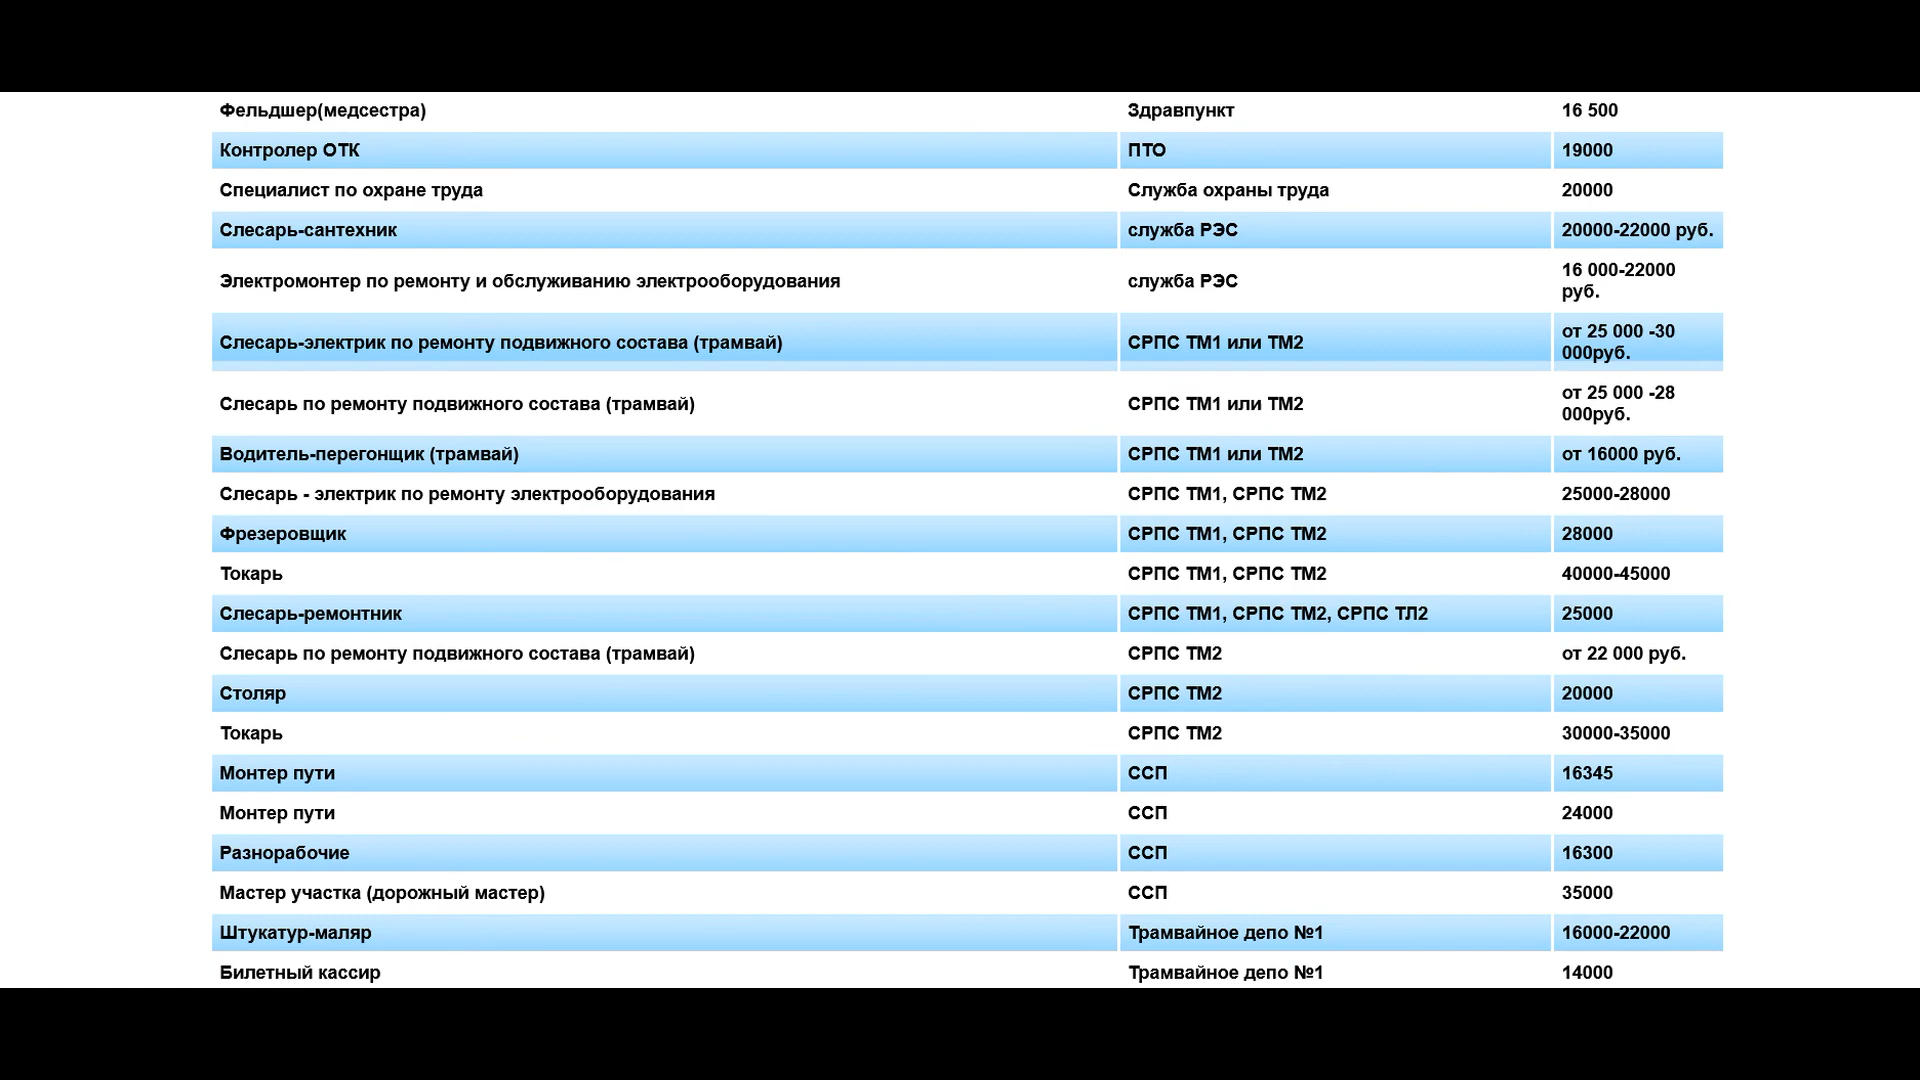 Фельдшер(медсестра) Здравпункт 16 500
Контролер ОТК ПТО 19000
Специалист по охране труда Служба охраны труда 20000
Слесарь-сантехник служба РЭС 20000-22000 руб.
Электромонтер по ремонту и обслуживанию электрооборудования служба РЭС 16 000-22000
руб.
Слесарь-электрик по ремонту подвижного состава (трамвай) СРПС ТМ1 или ТМ2 от 25 000 -30
000руб.
Слесарь по ремонту подвижного состава (трамвай) СРПС ТМ1 или ТМ2 от 25 000 -28
000руб.
Водитель-перегонщик (трамвай) СРПС ТМ1 или ТМ2 от 16000 руб.
Слесарь - электрик по ремонту электрооборудования СРПС ТМ1, СРПС ТМ2 25000-28000
Фрезеровщик СРПС ТМ1, СРПС ТМ2 28000
Токарь СРПС ТМ1, СРПС ТМ2 40000-45000
Слесарь-ремонтник СРПС ТМ1, СРПС ТМ2, СРПС ТЛ2 25000
Слесарь по ремонту подвижного состава (трамвай) СРПС ТМ2 от 22 000 руб.
Столяр СРПС ТМ2 20000
Токарь СРПС ТМ2 30000-35000
Монтер пути ССП 16345
Монтер пути ССП 24000
Разнорабочие ССП 16300
Мастер участка (дорожный мастер) ССП 35000
Штукатур-маляр Трамвайное депо №1 16000-22000
Билетный кассир Трамвайное депо №1 14000